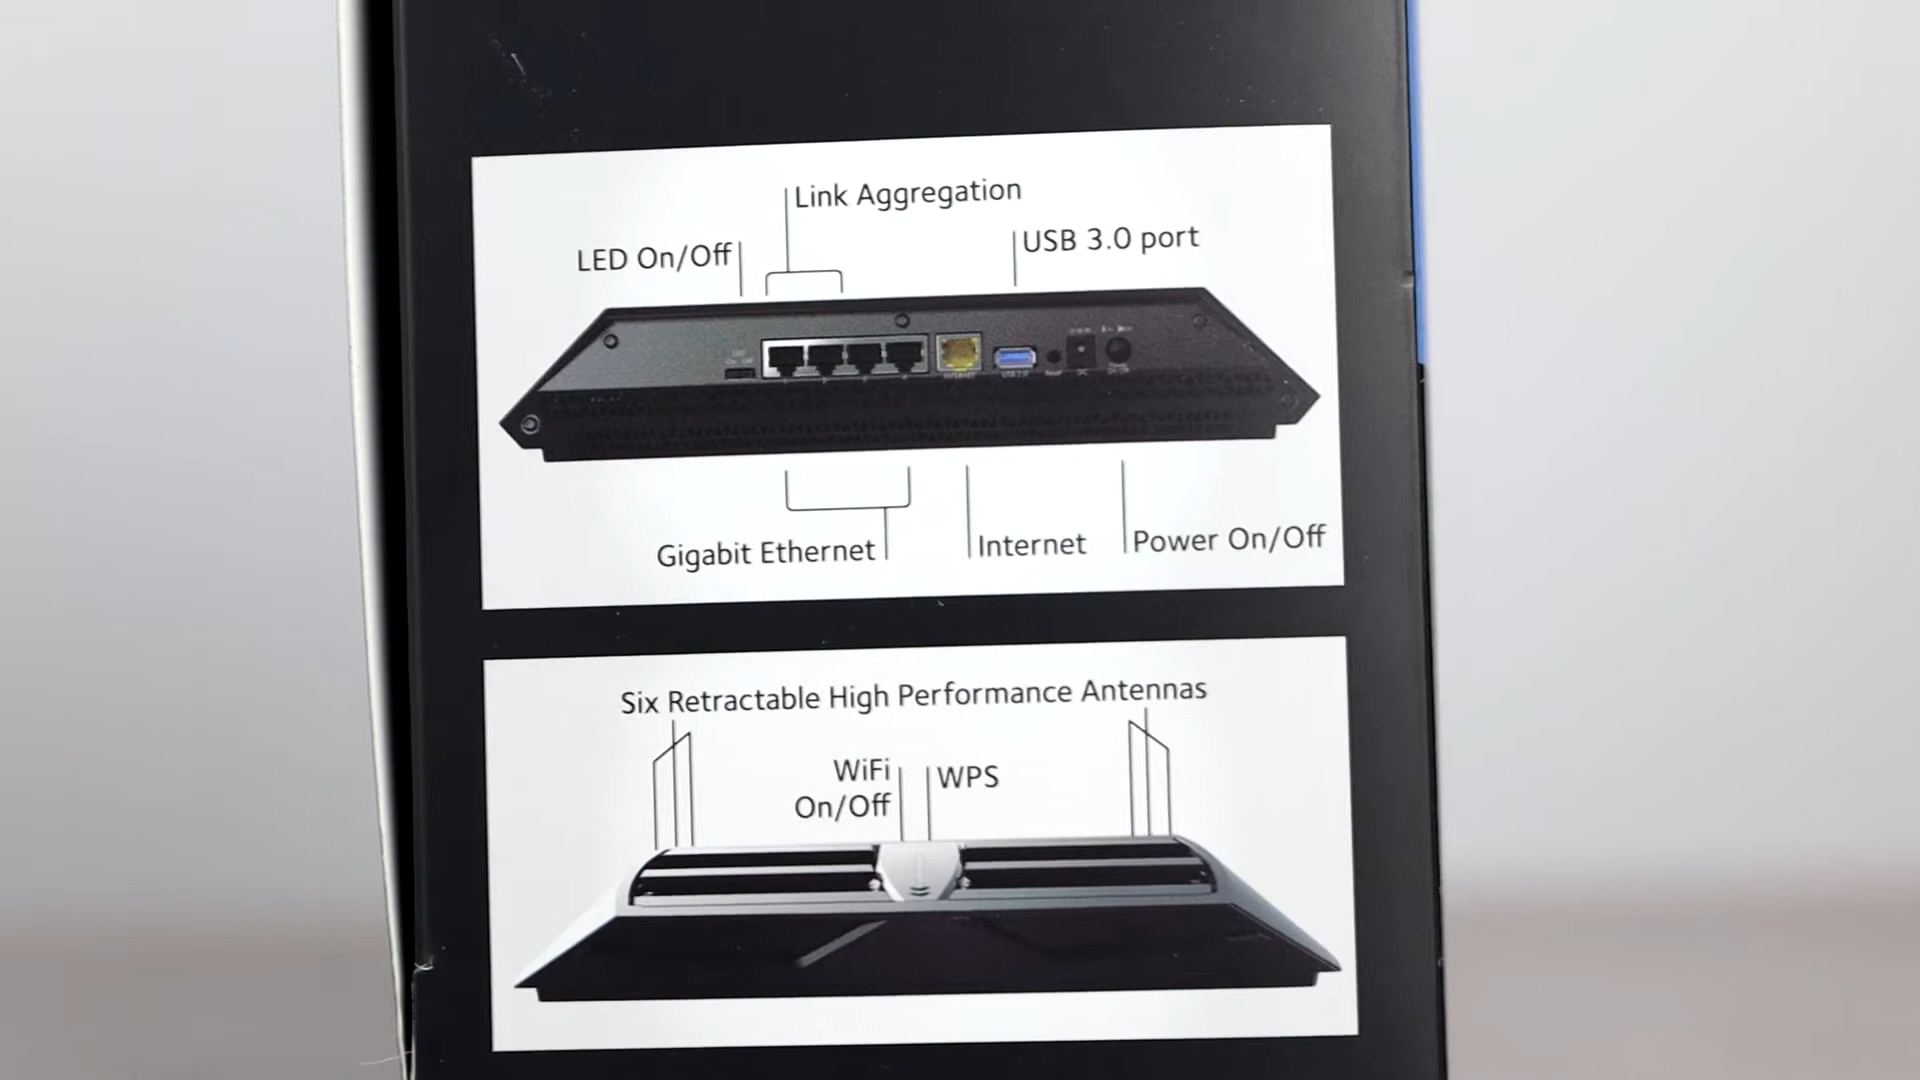 Link Aggregation
LED On/Off
USB 3.0 port
Gigabit Ethernet
Internet
Power On/Off
Six Retractable High Performance Antennas
WiFi
On/Off
WPS